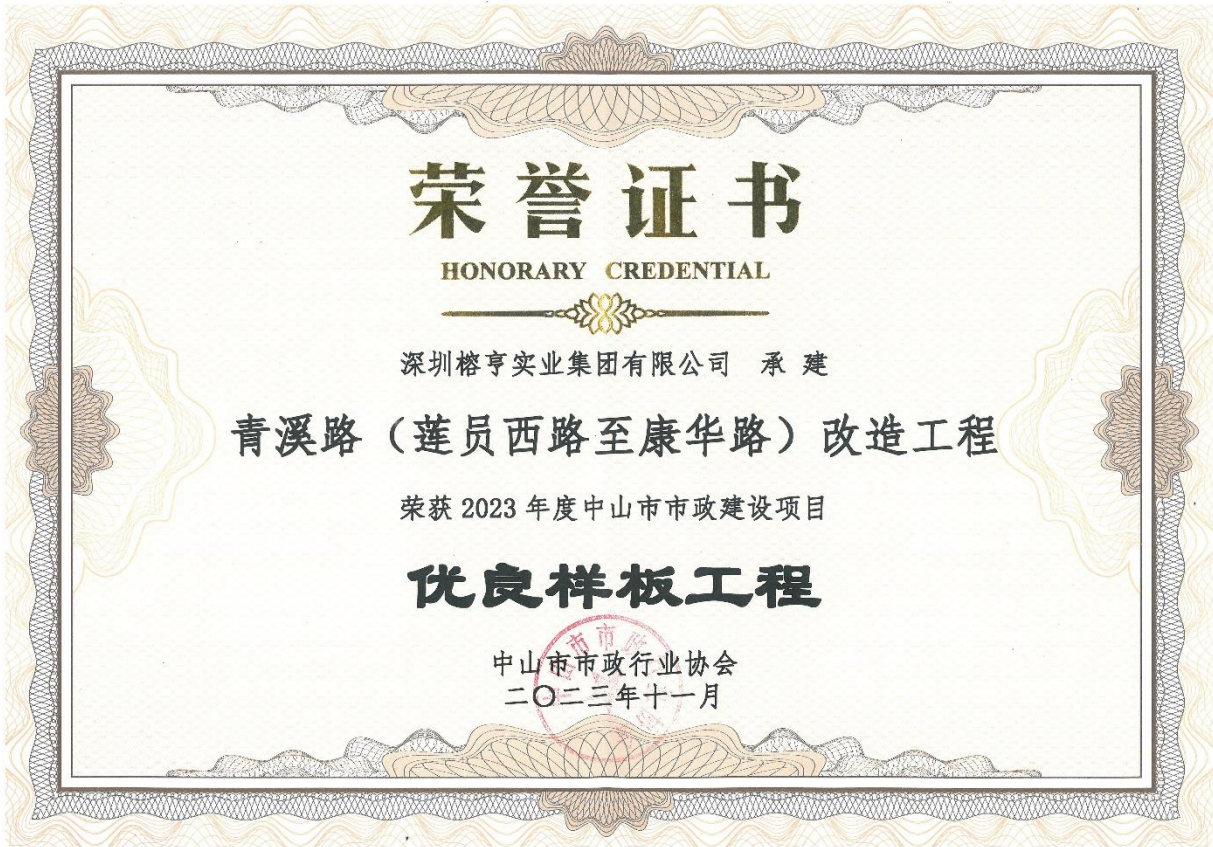 荣誉证书
HONORARY CREDENTIAL
深圳榕亨实业集团有限公司 承建
青溪路（莲员西路至康华路）改造工程
荣获 2023 年度中山市市政建设项目
优良样板工程
中山市市政行业协会
二〇二三年十一月